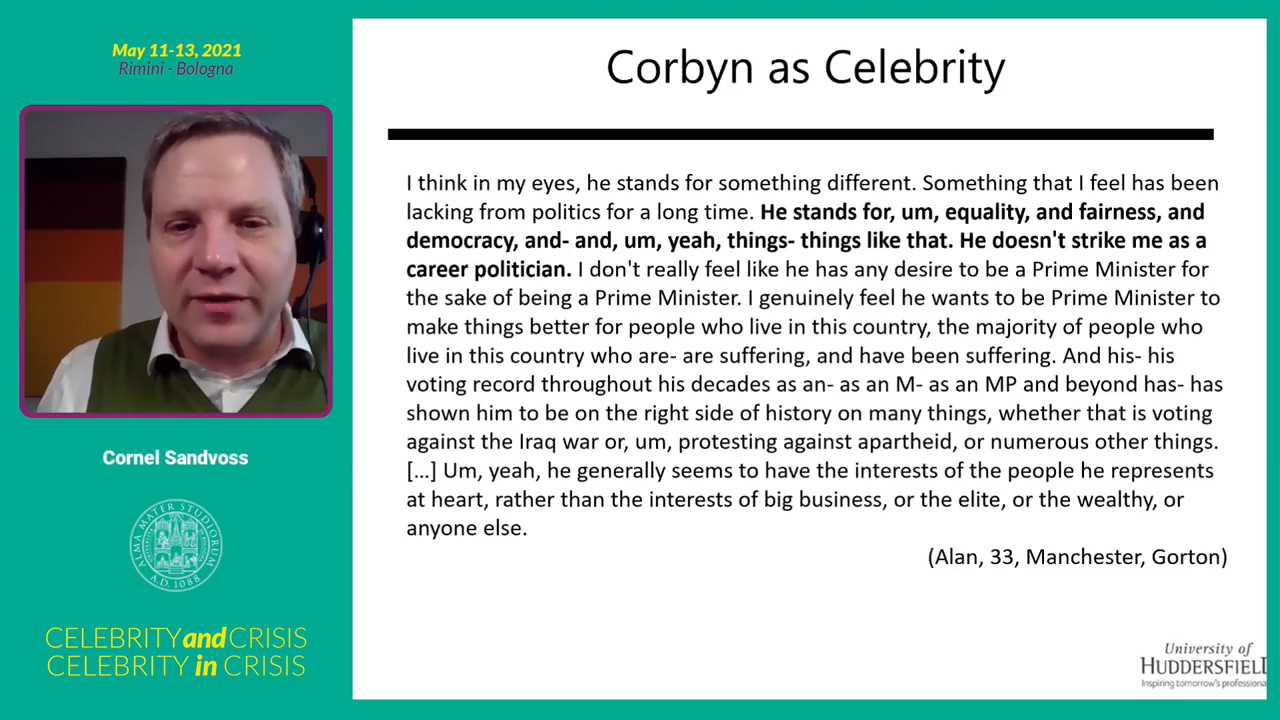 May 11-13, 2021
Rimini - Bologna
Cornel Sandvoss
ALMA MATER STUDIORUM
A.D. 1088
CELEBRITY and CRISIS
CELEBRITY in CRISIS
Corbyn as Celebrity
I think in my eyes, he stands for something different. Something that I feel has been
lacking from politics for a long time. He stands for, um, equality, and fairness, and
democracy, and- and, um, yeah, things- things like that. He doesn't strike me as a
career politician. I don't really feel like he has any desire to be a Prime Minister for
the sake of being a Prime Minister. I genuinely feel he wants to be Prime Minister to
make things better for people who live in this country, the majority of people who
live in this country who are- are suffering, and have been suffering. And his- his
voting record throughout his decades as an- as an M- as an MP and beyond has- has
shown him to be on the right side of history on many things, whether that is voting
against the Iraq war or, um, protesting against apartheid, or numerous other things.
[...] Um, yeah, he generally seems to have the interests of the people he represents
at heart, rather than the interests of big business, or the elite, or the wealthy, or
anyone else.
(Alan, 33, Manchester, Gorton)
University of
HUDDERSFIELD
Inspiring tomorrow's professiona